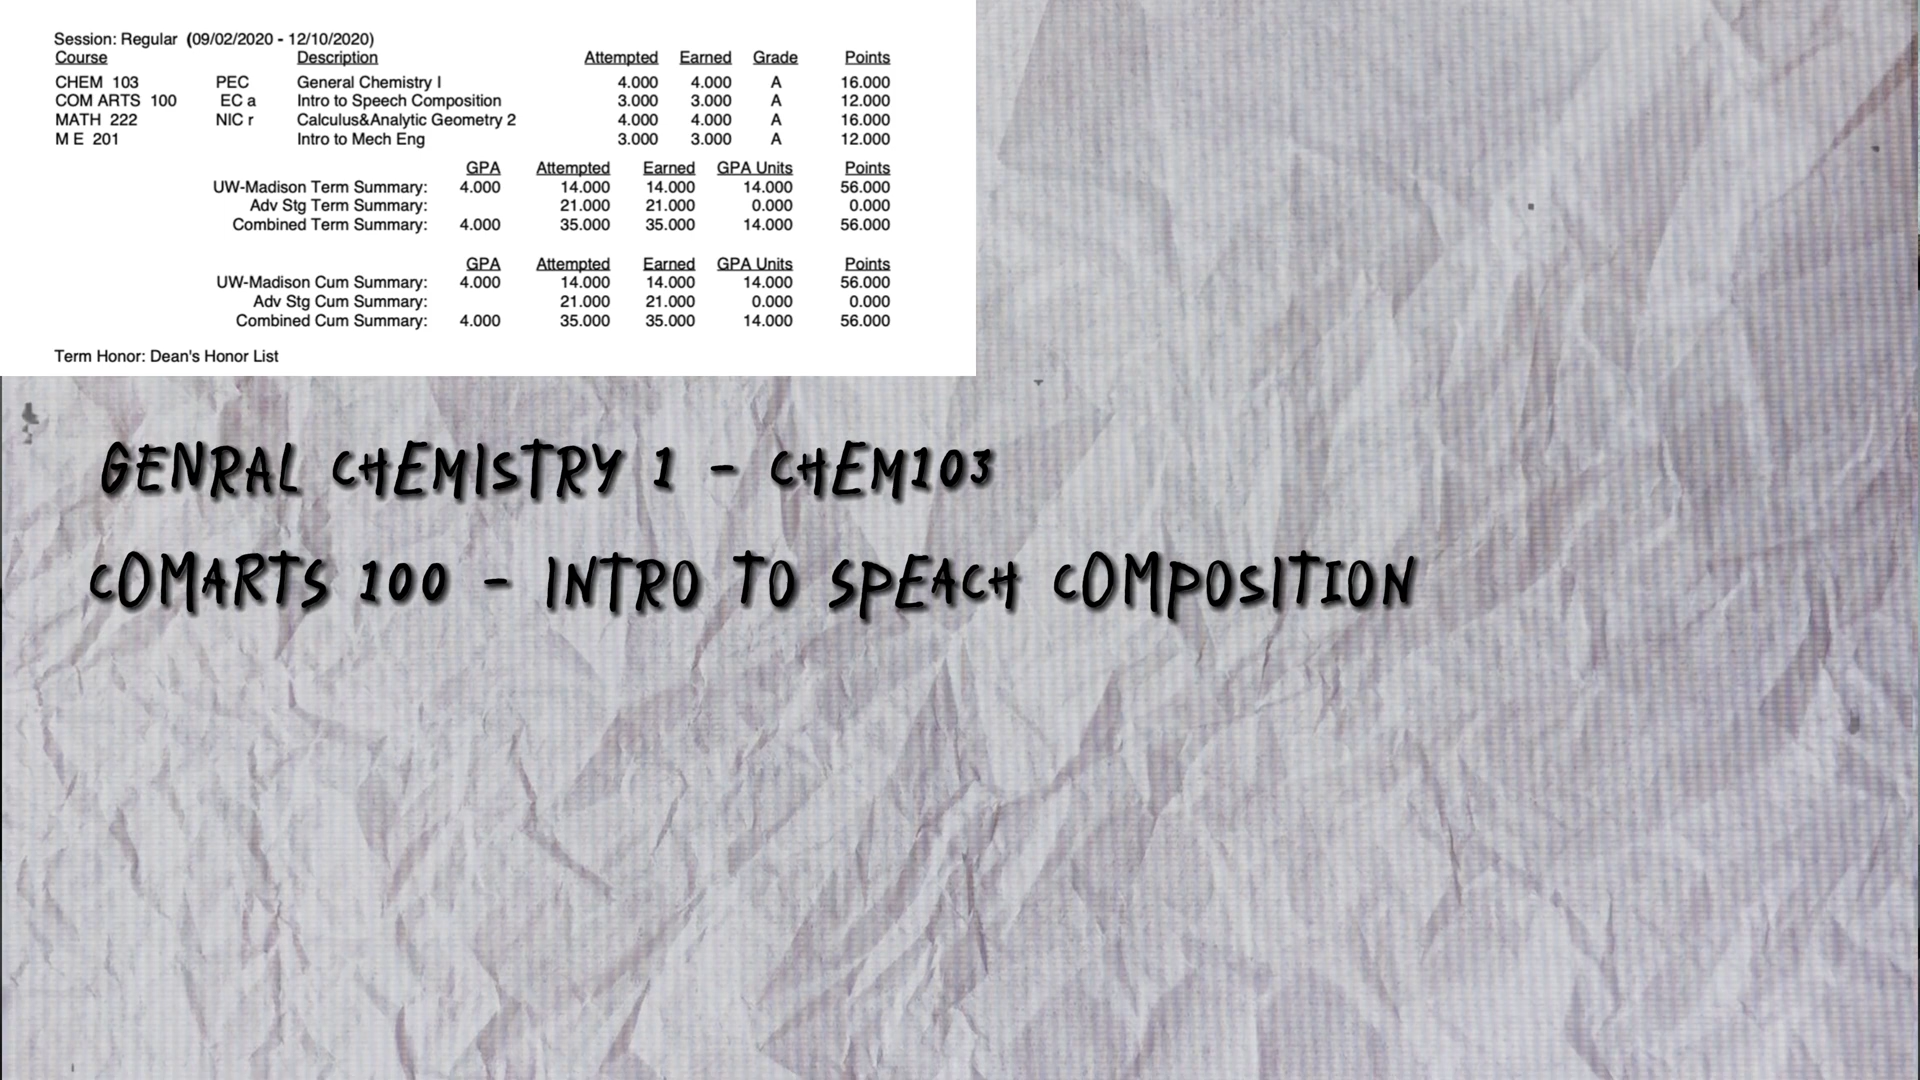 Session: Regular (09/02/2020 - 12/10/2020)
Course Description Attempted Earned Grade Points
CHEM 103 PEC General Chemistry I 4.000 4.000 A 16.000
COM ARTS 100 EC a Intro to Speech Composition 3.000 3.000 A 12.000
MATH 222 NIC r Calculus&Analytic Geometry 2 4.000 4.000 A 16.000
M E 201 Intro to Mech Eng 3.000 3.000 A 12.000
GPA Attempted Earned GPA Units Points
UW-Madison Term Summary: 4.000 14.000 14.000 14.000 56.000
Adv Stg Term Summary: 21.000 21.000 0.000 0.000
Combined Term Summary: 4.000 35.000 35.000 14.000 56.000
GPA Attempted Earned GPA Units Points
UW-Madison Cum Summary: 4.000 14.000 14.000 14.000 56.000
Adv Stg Cum Summary: 21.000 21.000 0.000 0.000
Combined Cum Summary: 4.000 35.000 35.000 14.000 56.000
Term Honor: Dean's Honor List
GENRAL CHEMISTRY 1 - CHEM103
COMARTS 100 - INTRO TO SPEACH COMPOSITION